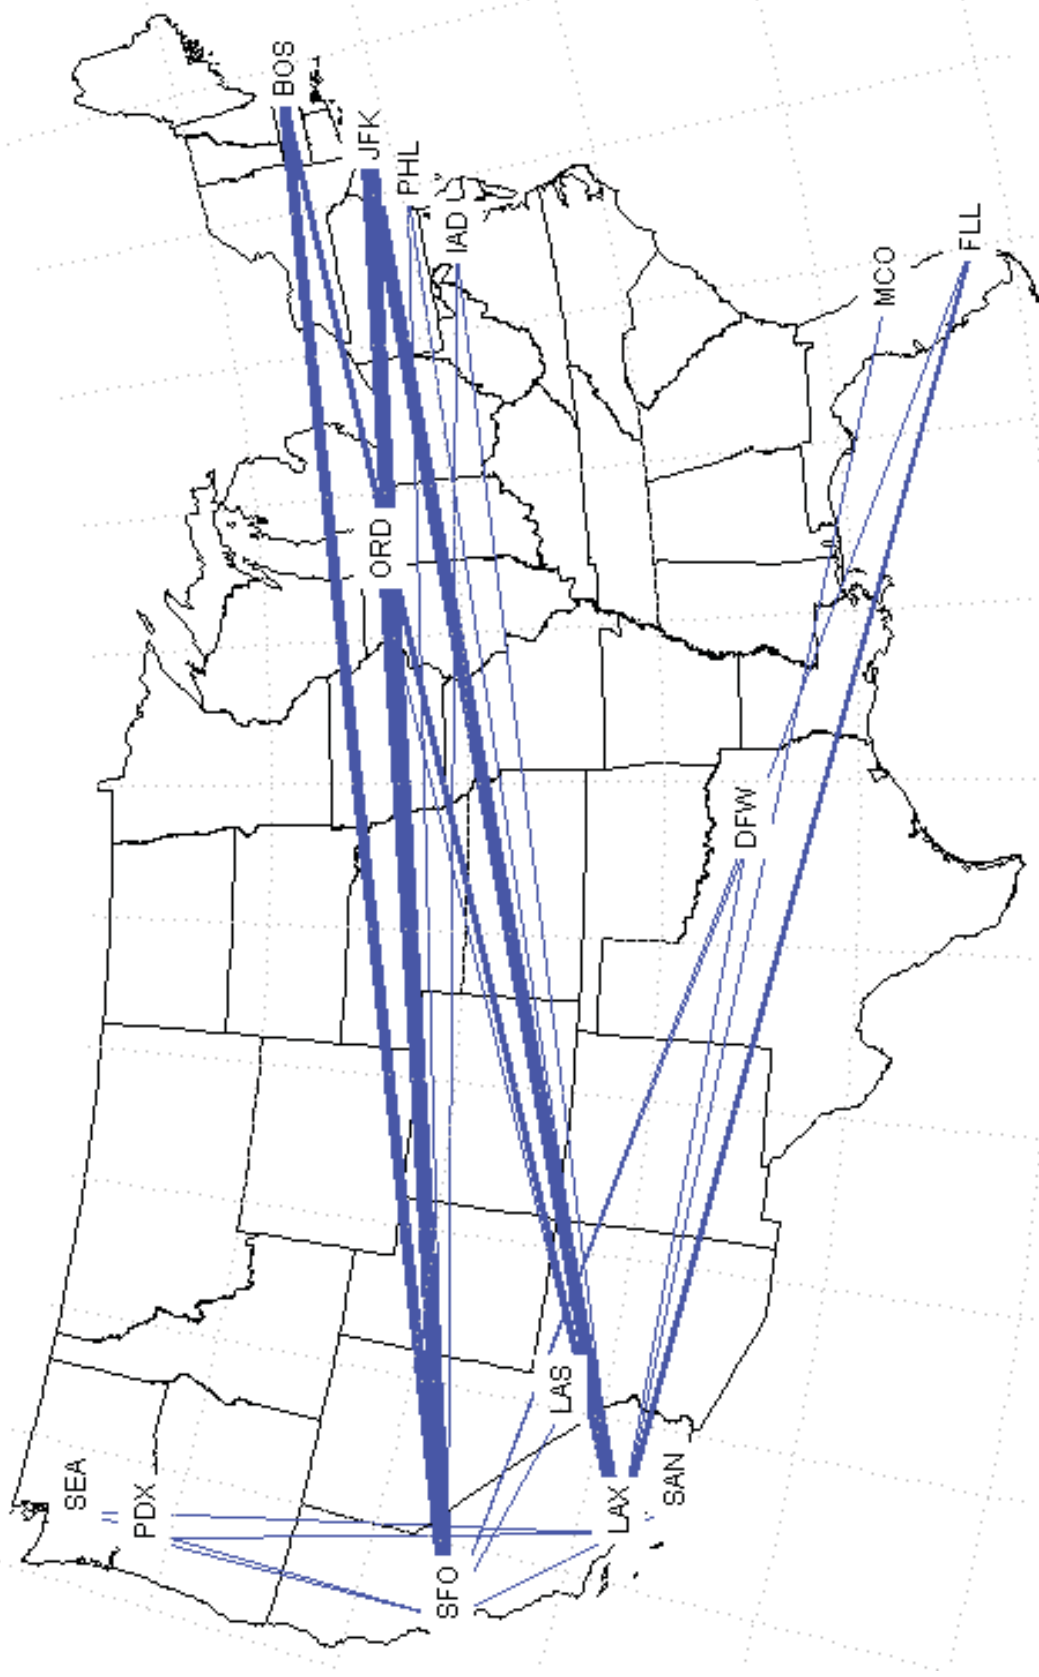 SEA
PDX
SFO
LAX
SAN
LAS
DFW
ORD
BOS
JFK
PHL
IAD
MCO
FLL